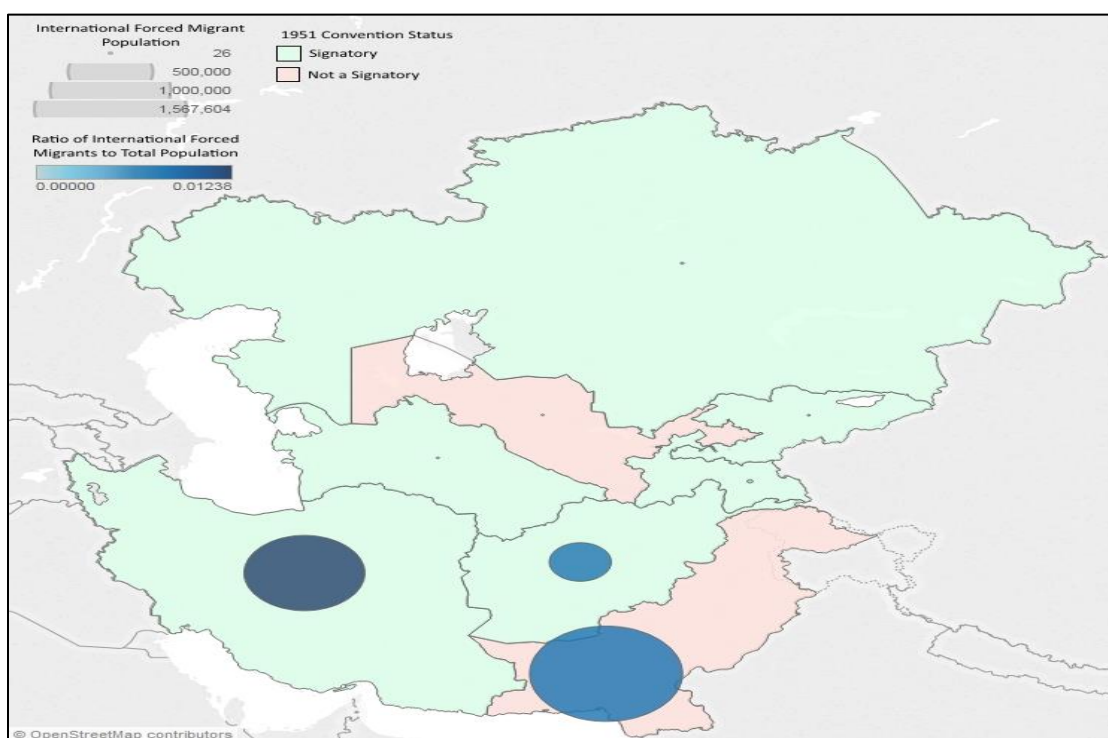 International Forced Migrant
Population
26
500,000
1,000,000
1,567,604
Ratio of International Forced
Migrants to Total Population
0.00000 0.01238
1951 Convention Status
Signatory
Not a Signatory
© OpenStreetMap contributors